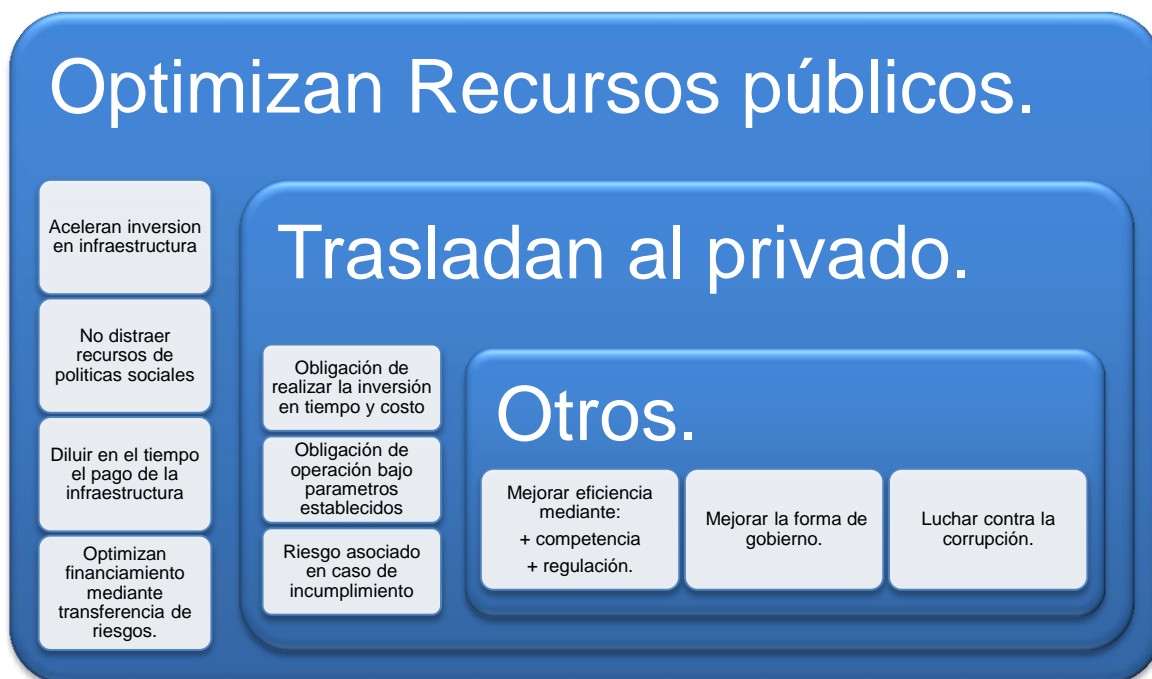 Optimizan Recursos públicos.
Aceleran inversion
en infraestructura
No distraer
recursos de
politicas sociales
Diluir en el tiempo
el pago de la
infraestructura
Optimizan
financiamiento
mediante
transferencia de
riesgos.
Trasladan al privado.
Obligación de
realizar la inversión
en tiempo y costo
Obligación de
operación bajo
parametros
establecidos
Riesgo asociado
en caso de
incumplimiento
Otros.
Mejorar eficiencia
mediante:
+ competencia
+ regulación.
Mejorar la forma de
gobierno.
Luchar contra la
corrupción.